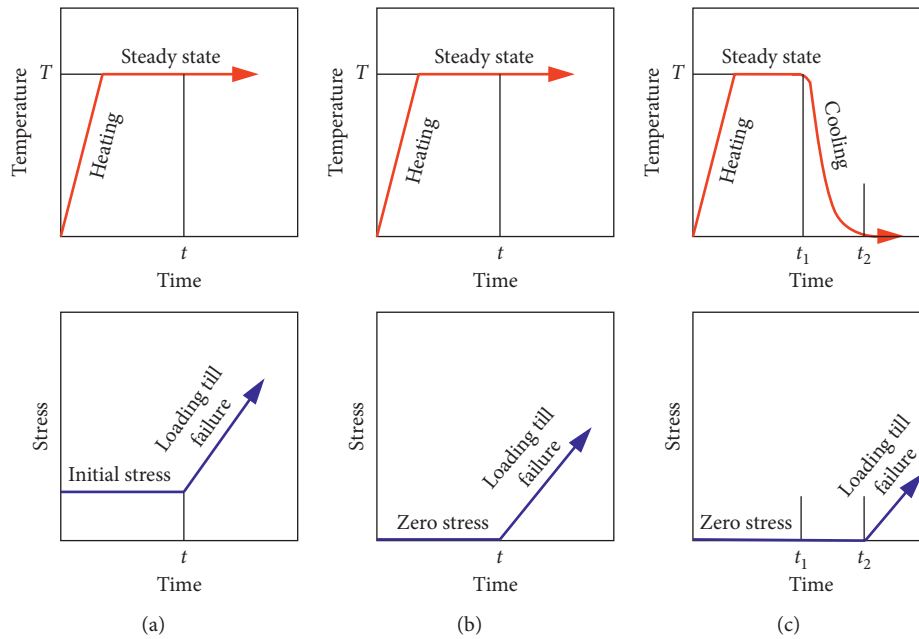 Temperature
T
Steady state
Heating
t
Time
Temperature
T
Steady state
Heating
t
Time
Temperature
T
Steady state
Heating
Cooling
t1
t2
Time
Stress
Initial stress
Loading till
failure
t
Time
(a)
Stress
Zero stress
Loading till
failure
t
Time
(b)
Stress
Zero stress
Loading till
failure
t1
t2
Time
(c)